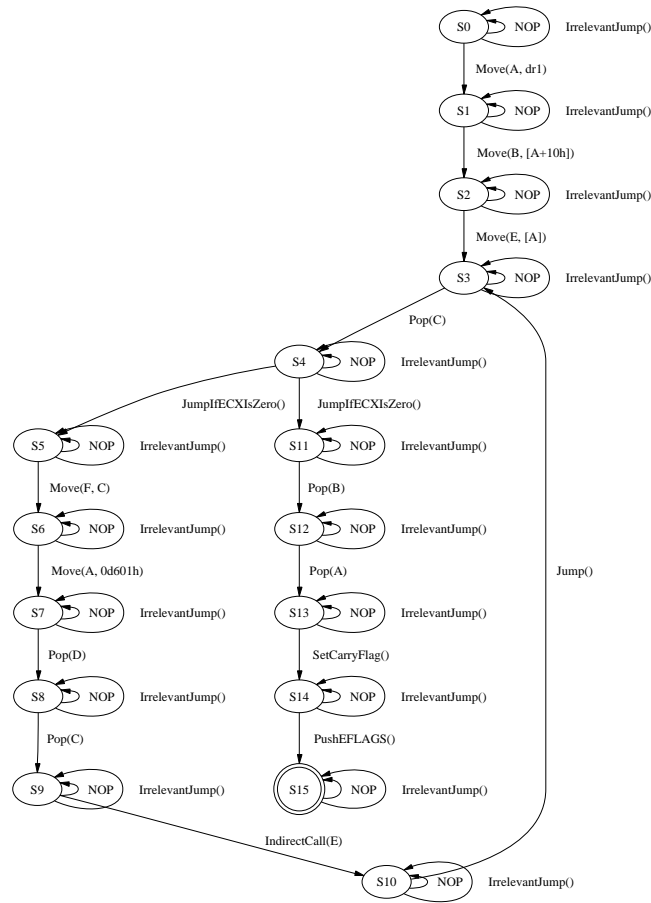 S0 NOP IrrelevantJump()
Move(A, dr1)
S1 NOP IrrelevantJump()
Move(B, [A+10h])
S2 NOP IrrelevantJump()
Move(E, [A])
S3 NOP IrrelevantJump()
Pop(C)
S4 NOP IrrelevantJump()
JumpIfECXIsZero() JumpIfECXIsZero()
S5 NOP IrrelevantJump() S11 NOP IrrelevantJump()
Move(F, C) Pop(B)
S6 NOP IrrelevantJump() S12 NOP IrrelevantJump()
Move(A, 0d601h) Pop(A) Jump()
S7 NOP IrrelevantJump() S13 NOP IrrelevantJump()
Pop(D) SetCarryFlag()
S8 NOP IrrelevantJump() S14 NOP IrrelevantJump()
Pop(C) PushEFLAGS()
S9 NOP IrrelevantJump() S15 NOP IrrelevantJump()
IndirectCall(E)
S10 NOP IrrelevantJump()